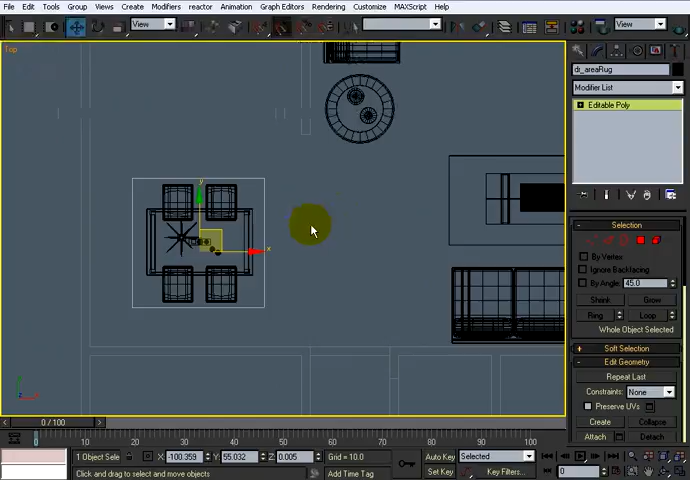 File Edit Tools Group Views Create Modifiers reactor Animation Graph Editors Rendering Customize MAXScript Help
View View
Top
dr_areaRug
Modifier List
Editable Poly
y
x
Selection
By Vertex
Ignore Backfacing
By Angle: 45.0
Shrink Grow
Ring Loop
Whole Object Selected
Soft Selection
Edit Geometry
Repeat Last
Constraints: None
Preserve UVs
Create Collapse
Attach Detach
0 / 100
0 10 20 30 40 50 60 70 80 90 100
1 Object Sele X: -100.359 Y: 55.032 Z: 0.005 Grid = 10.0 Auto Key Selected
Click and drag to select and move objects Add Time Tag Set Key Key Filters... 0